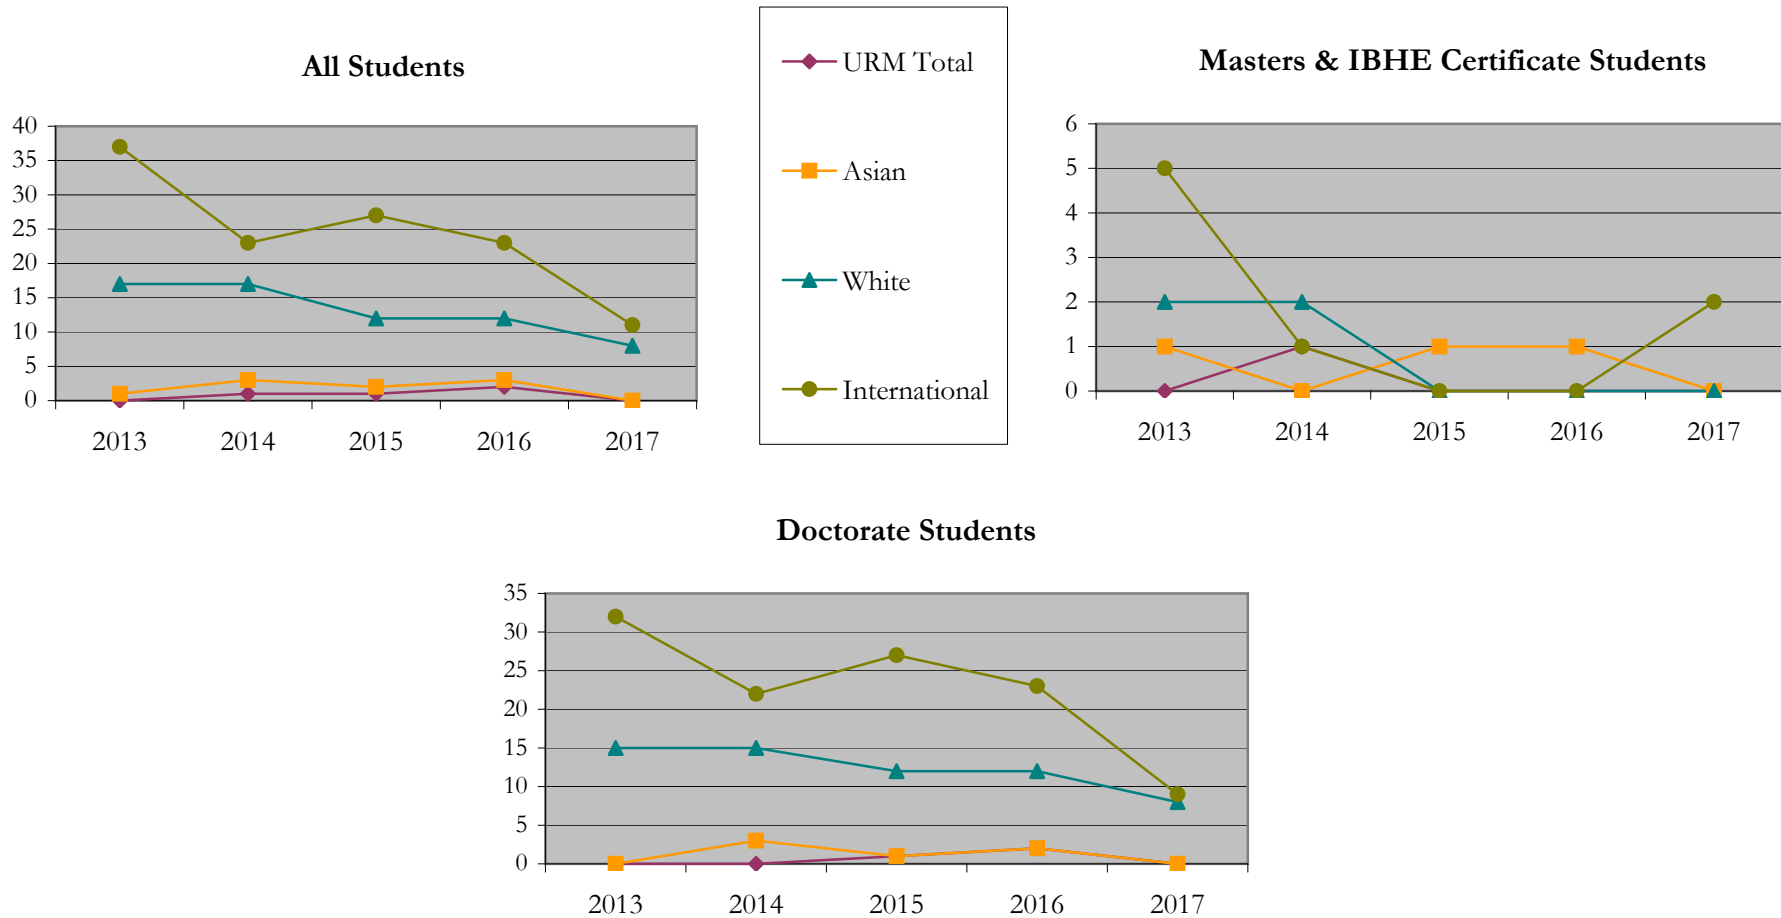 All Students
40
35
30
25
20
15
10
5
0
2013 2014 2015 2016 2017
URM Total
Asian
White
International
Masters & IBHE Certificate Students
6
5
4
3
2
1
0
2013 2014 2015 2016 2017
Doctorate Students
35
30
25
20
15
10
5
0
2013 2014 2015 2016 2017